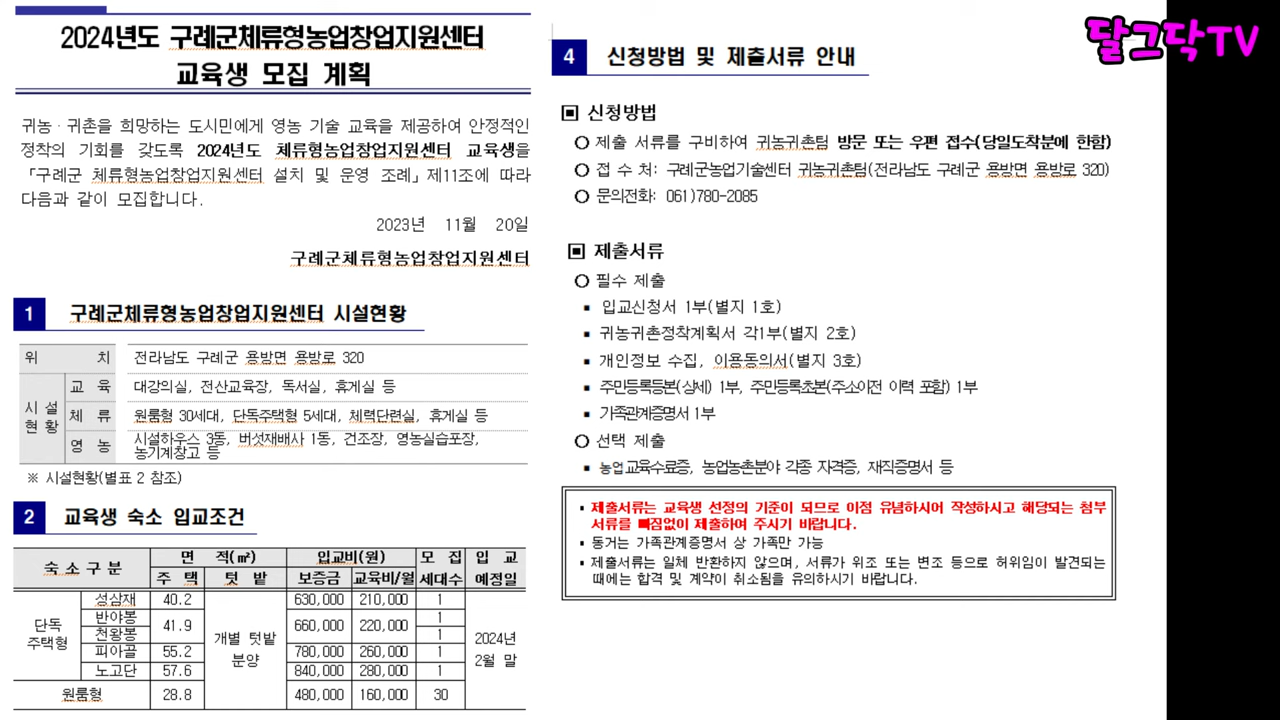 2024년도 구례군체류형농업창업지원센터
교육생 모집 계획
귀농·귀촌을 희망하는 도시민에게 영농 기술 교육을 제공하여 안정적인
정착의 기회를 갖도록 2024년도 체류형농업창업지원센터 교육생을
「구례군 체류형농업창업지원센터 설치 및 운영 조례」 제11조에 따라
다음과 같이 모집합니다.
2023년 11월 20일
구례군체류형농업창업지원센터
1 구례군체류형농업창업지원센터 시설현황
위 치 전라남도 구례군 용방면 용방로 320
시 설 현 황 교 육 대강의실, 전산교육장, 독서실, 휴게실 등
체 류 원룸형 30세대, 단독주택형 5세대, 체력단련실, 휴게실 등
영 농 시설하우스 3동, 버섯재배사 1동, 건조장, 영농실습포장,
농기계창고 등
※ 시설현황(별표 2 참조)
2 교육생 숙소 입교조건
숙 소 구 분 면 적(㎡) 입교비(원) 모 집 세대수 입 교 예정일
주 택 텃 밭 보증금 교육비/월
단독 주택형 성삼재 40.2 개별 텃밭 분양 630,000 210,000 1 2024년 2월 말
반야봉 41.9 660,000 220,000 1
천왕봉 1
피아골 55.2 780,000 260,000 1
노고단 57.6 840,000 280,000 1
원룸형 28.8 480,000 160,000 30
달그닥TV
4 신청방법 및 제출서류 안내
▣ 신청방법
○ 제출 서류를 구비하여 귀농귀촌팀 방문 또는 우편 접수(당일도착분에 한함)
○ 접 수 처: 구례군농업기술센터 귀농귀촌팀(전라남도 구례군 용방면 용방로 320)
○ 문의전화: 061)780-2085
▣ 제출서류
○ 필수 제출
▪ 입교신청서 1부(별지 1호)
▪ 귀농귀촌정착계획서 각1부(별지 2호)
▪ 개인정보 수집, 이용동의서(별지 3호)
▪ 주민등록등본(상세) 1부, 주민등록초본(주소이전 이력 포함) 1부
▪ 가족관계증명서 1부
○ 선택 제출
▪ 농업교육수료증, 농업농촌분야 각종 자격증, 재직증명서 등
▪ 제출서류는 교육생 선정의 기준이 되므로 이점 유념하시어 작성하시고 해당되는 첨부
서류를 빠짐없이 제출하여 주시기 바랍니다.
▪ 동거는 가족관계증명서 상 가족만 가능
▪ 제출서류는 일체 반환하지 않으며, 서류가 위조 또는 변조 등으로 허위임이 발견되는
때에는 합격 및 계약이 취소됨을 유의하시기 바랍니다.